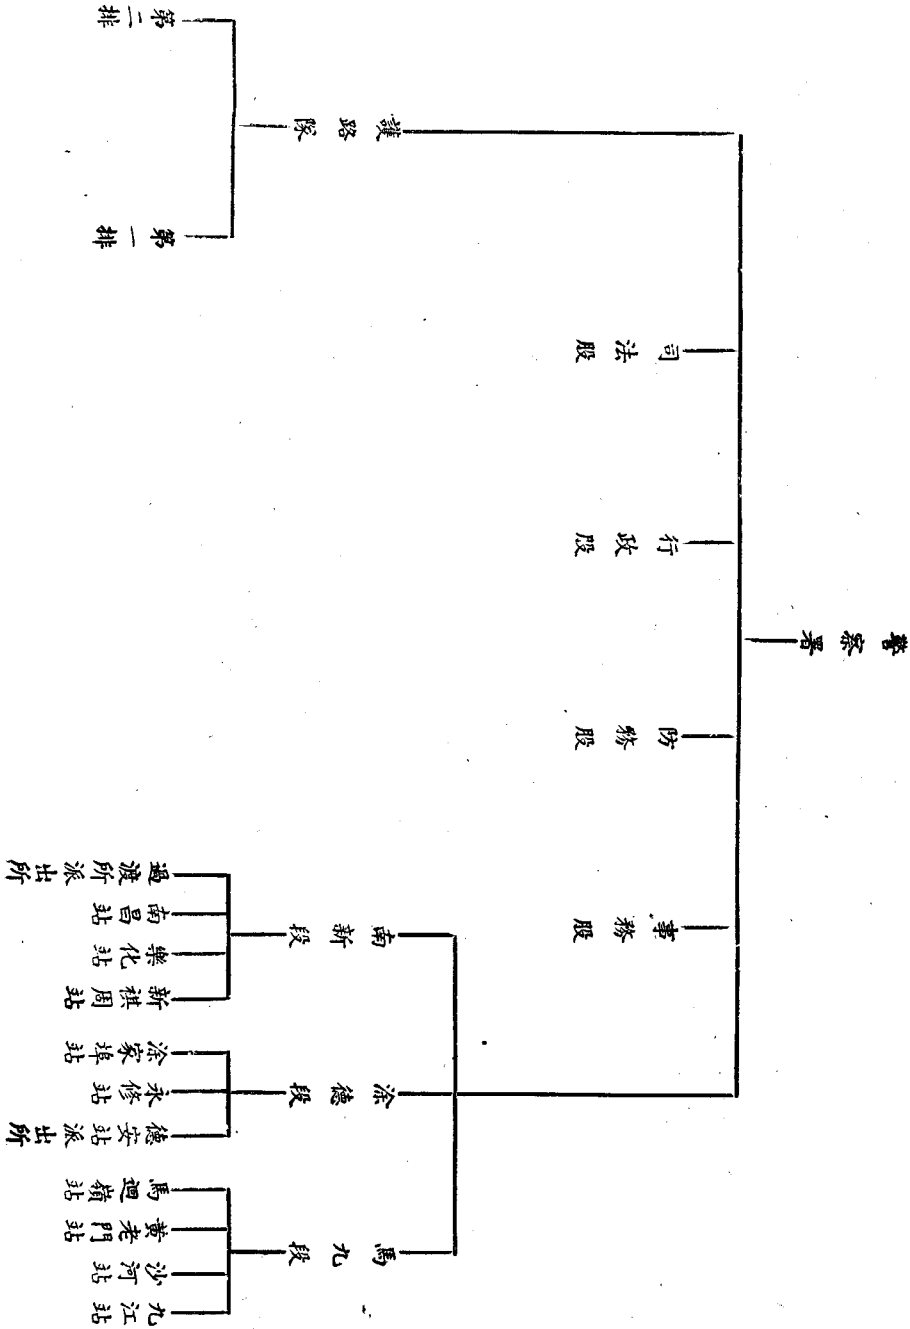 警察署
事務股
防務股
行政股
司法股
護路隊
第一排
第二排
馬九段
九江站
沙河站
黃老門站
馬迴嶺站
涂德段
德安站派出所
永修站
涂家埠站
南新段
新祺周站
樂化站
南昌站
過渡所派出所